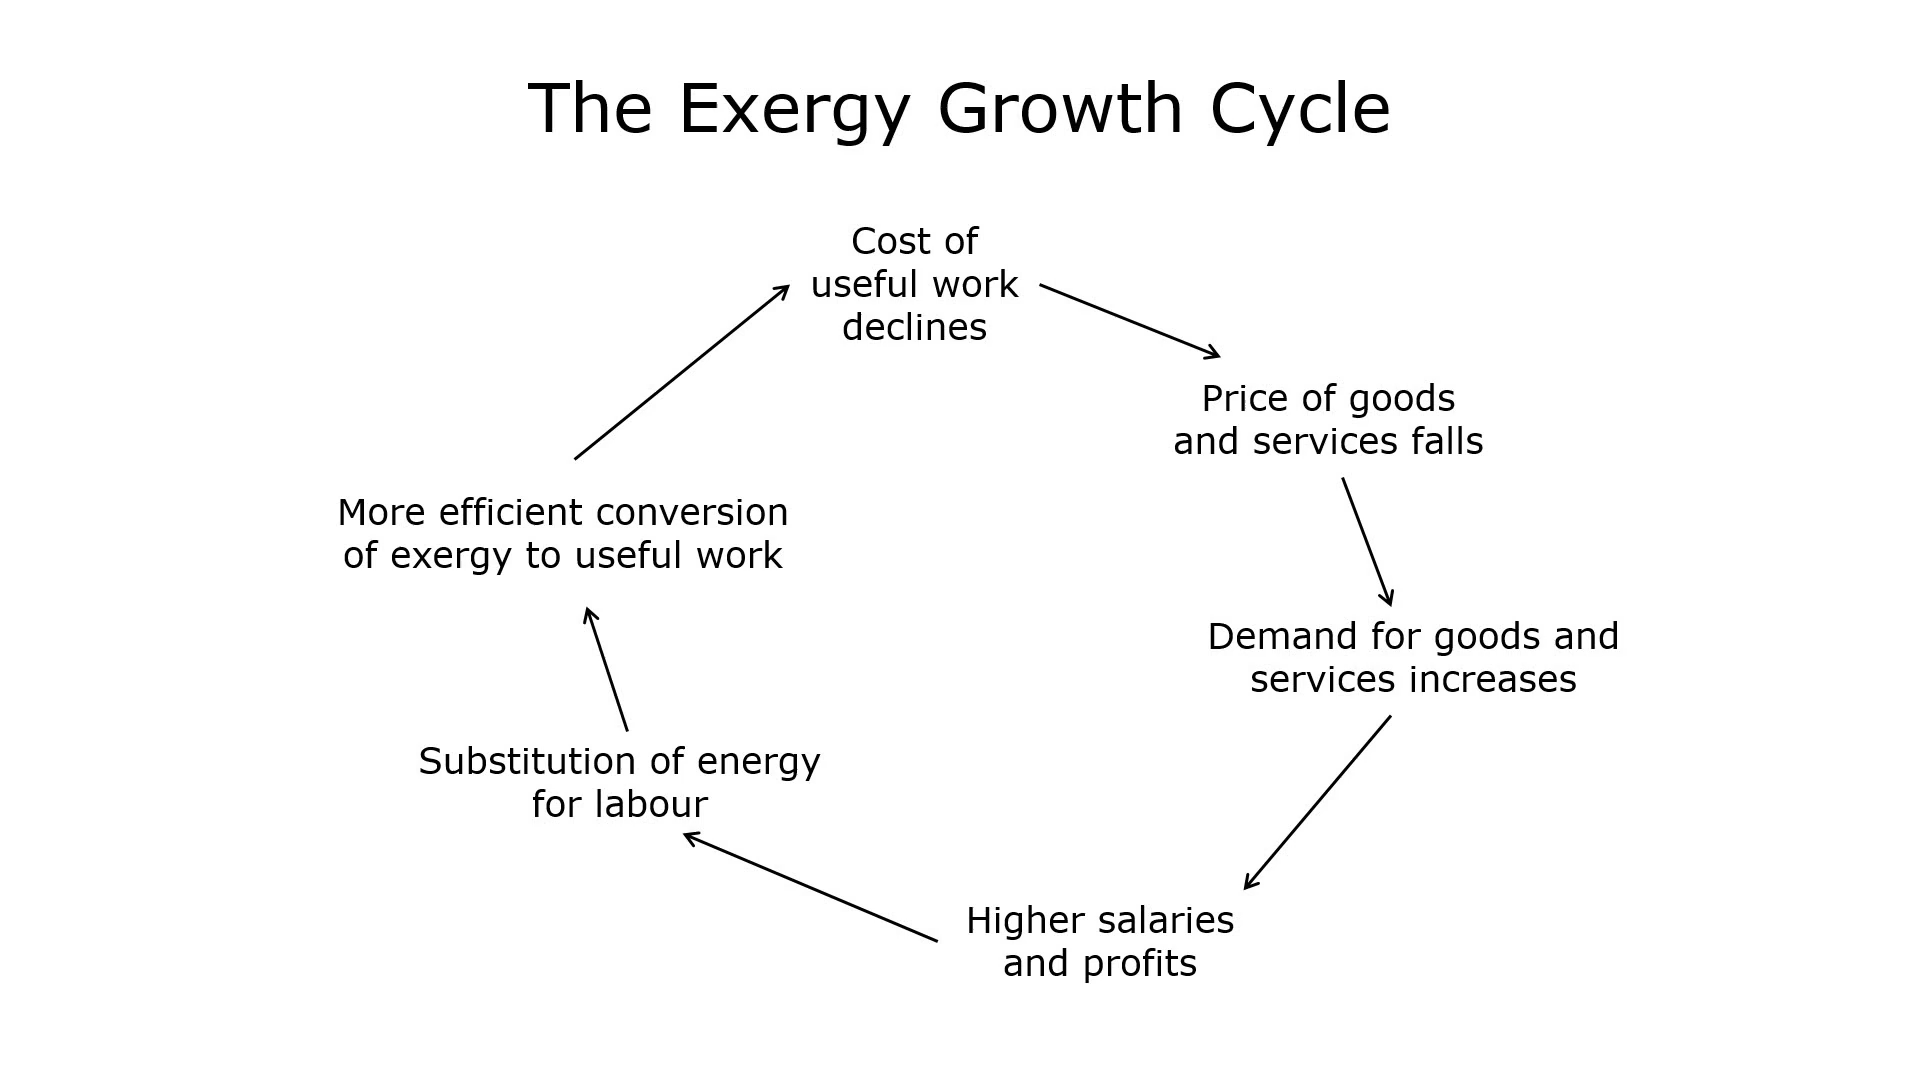 The Exergy Growth Cycle
Cost of
useful work
declines
Price of goods
and services falls
Demand for goods and
services increases
Higher salaries
and profits
Substitution of energy
for labour
More efficient conversion
of exergy to useful work